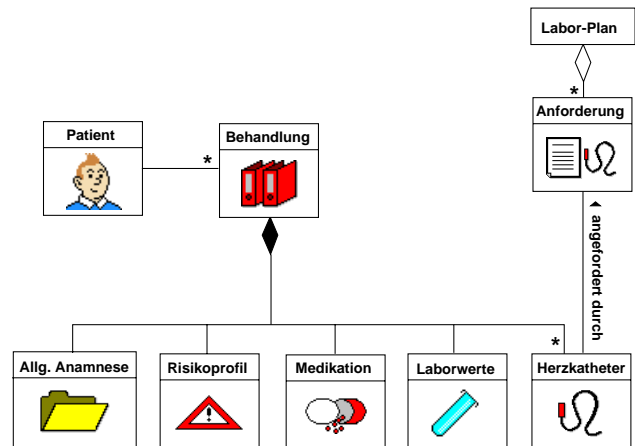 Labor-Plan
*
Anforderung
Patient
*
Behandlung
angefordert durch
*
Allg. Anamnese
Risikoprofil
Medikation
Laborwerte
Herzkatheter